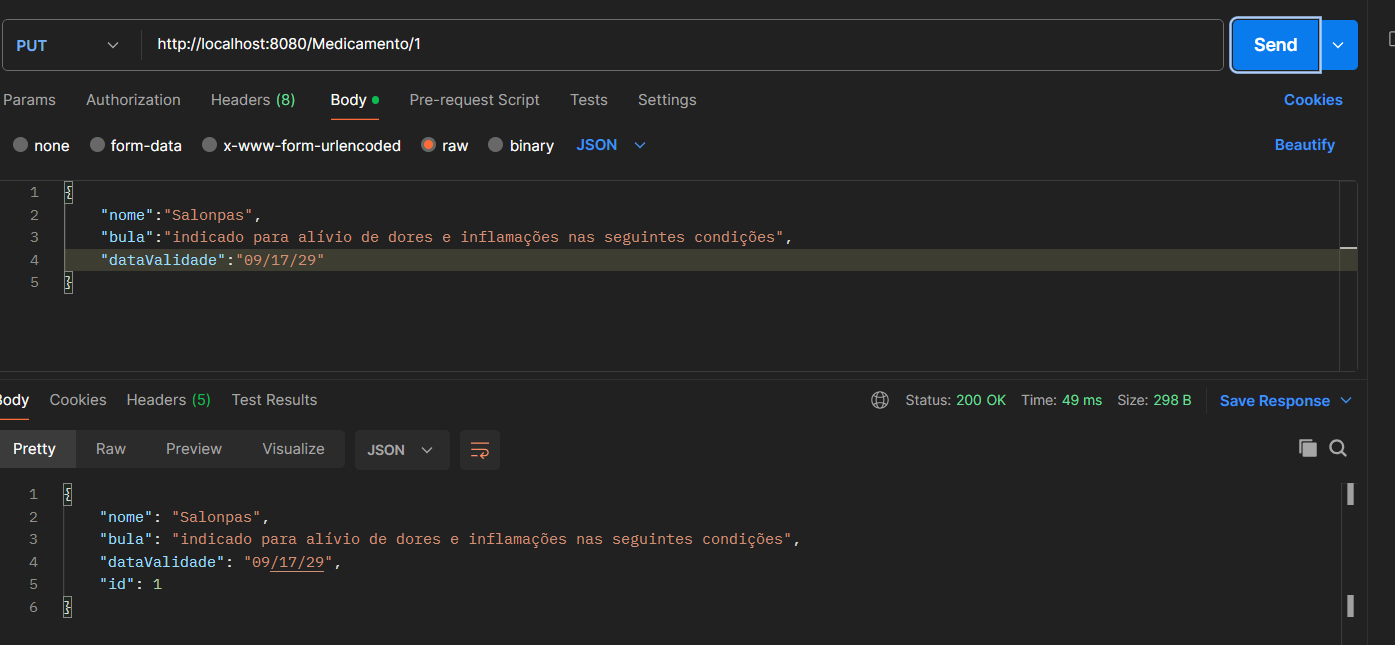 PUT http://localhost:8080/Medicamento/1 Send
Params Authorization Headers (8) Body Pre-request Script Tests Settings Cookies
none form-data x-www-form-urlencoded raw binary JSON Beautify
1 {
2 "nome":"Salonpas",
3 "bula":"indicado para alívio de dores e inflamações nas seguintes condições",
4 "dataValidade":"09/17/29"
5 }
Body Cookies Headers (5) Test Results Status: 200 OK Time: 49 ms Size: 298 B Save Response
Pretty Raw Preview Visualize JSON
1 {
2 "nome": "Salonpas",
3 "bula": "indicado para alívio de dores e inflamações nas seguintes condições",
4 "dataValidade": "09/17/29",
5 "id": 1
6 }